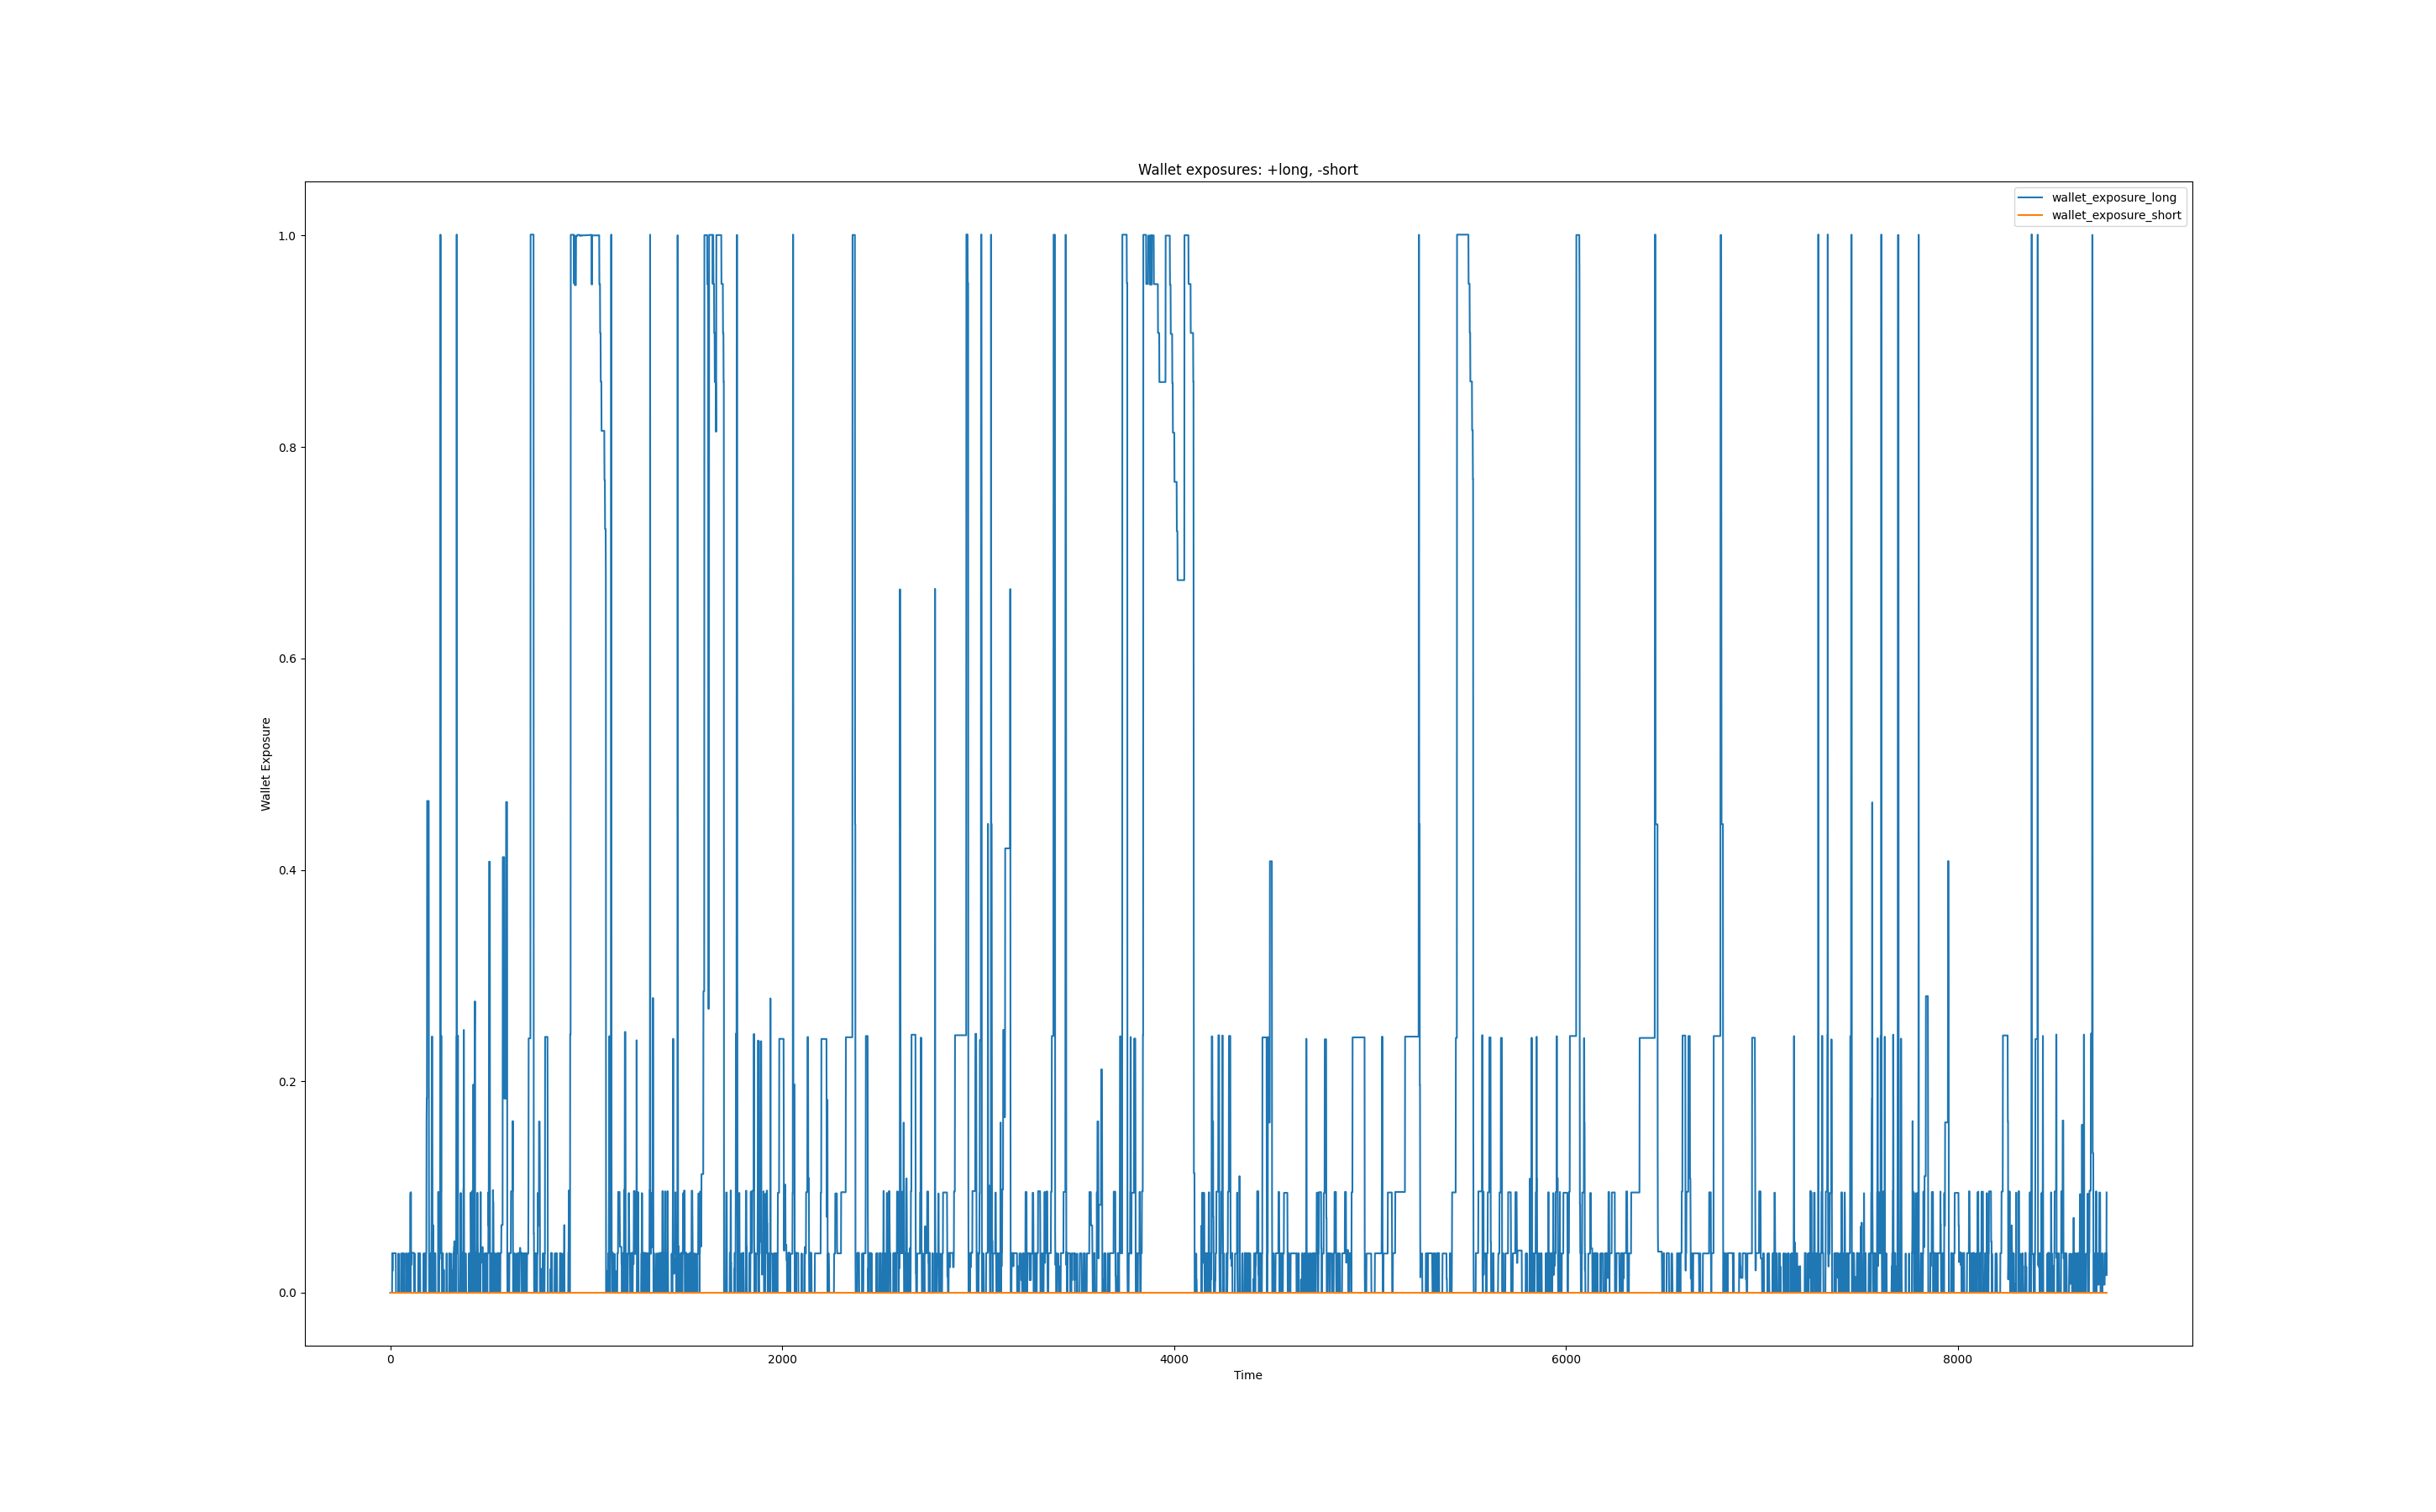 Wallet exposures: +long, -short
wallet_exposure_long
wallet_exposure_short
1.0
0.8
0.6
0.4
0.2
0.0
Wallet Exposure
0
2000
4000
6000
8000
Time